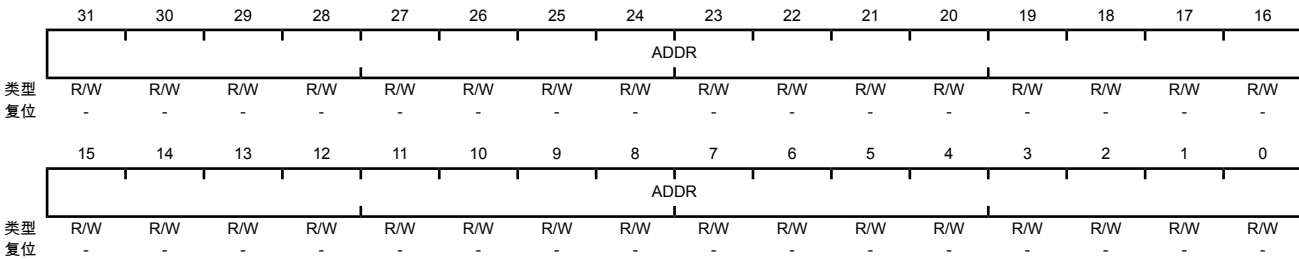 31 30 29 28 27 26 25 24 23 22 21 20 19 18 17 16
ADDR
类型 R/W R/W R/W R/W R/W R/W R/W R/W R/W R/W R/W R/W R/W R/W R/W R/W
复位 - - - - - - - - - - - - - - - -
15 14 13 12 11 10 9 8 7 6 5 4 3 2 1 0
ADDR
类型 R/W R/W R/W R/W R/W R/W R/W R/W R/W R/W R/W R/W R/W R/W R/W R/W
复位 - - - - - - - - - - - - - - - -